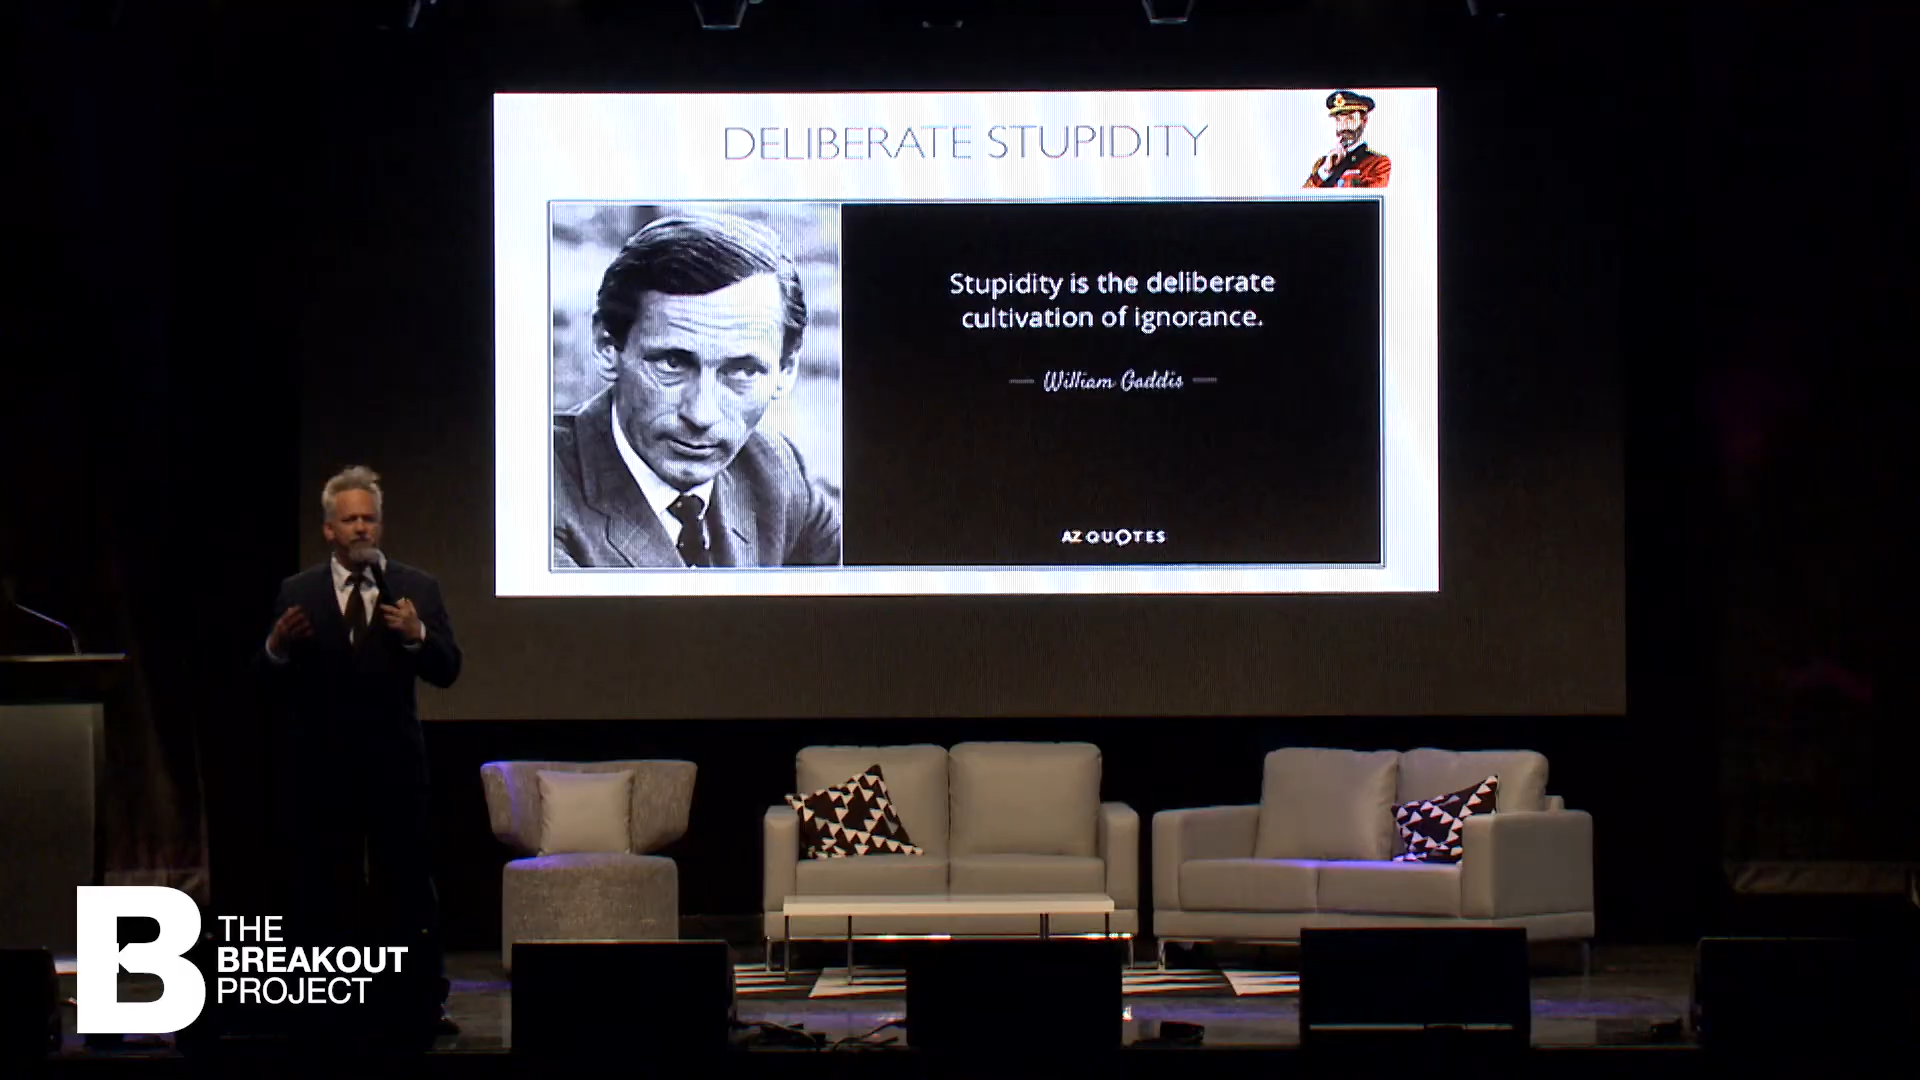 DELIBERATE STUPIDITY
Stupidity is the deliberate
cultivation of ignorance.
— William Gaddis —
AZ QUOTES
THE
BREAKOUT
PROJECT